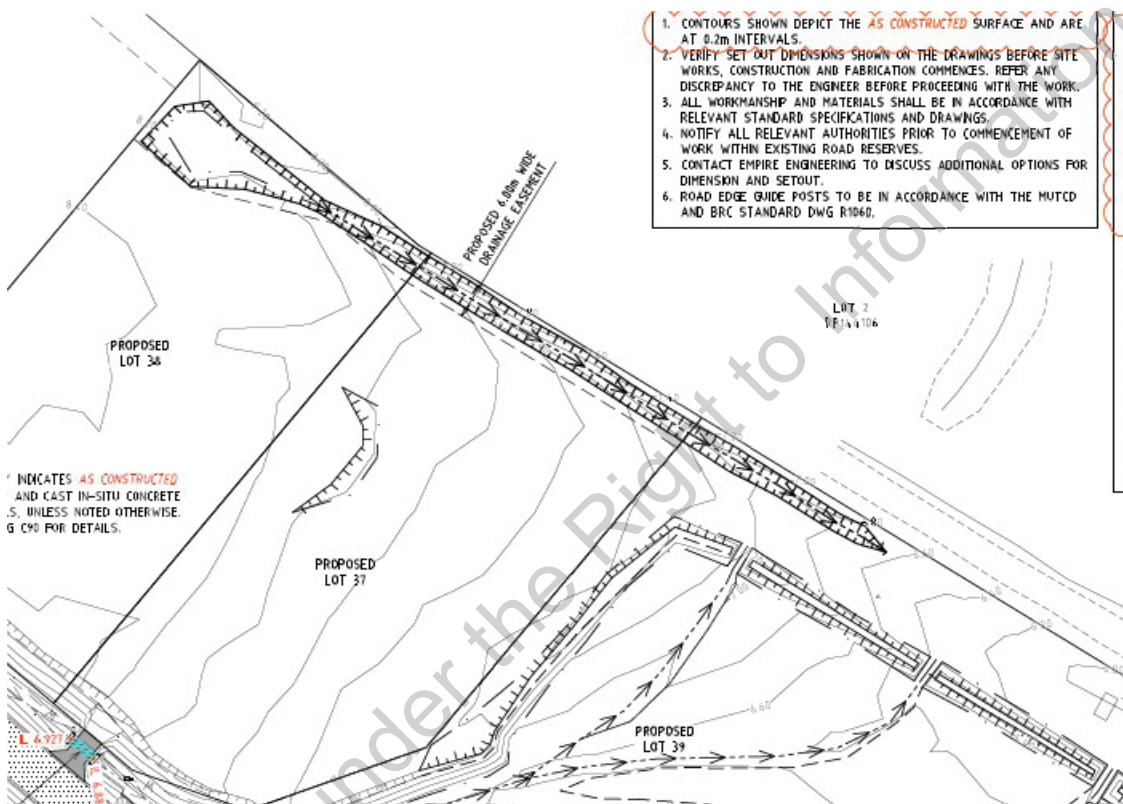 1. CONTOURS SHOWN DEPICT THE AS CONSTRUCTED SURFACE AND ARE
AT 0.2m INTERVALS.
2. VERIFY SET OUT DIMENSIONS SHOWN ON THE DRAWINGS BEFORE SITE
WORKS, CONSTRUCTION AND FABRICATION COMMENCES. REFER ANY
DISCREPANCY TO THE ENGINEER BEFORE PROCEEDING WITH THE WORK.
3. ALL WORKMANSHIP AND MATERIALS SHALL BE IN ACCORDANCE WITH
RELEVANT STANDARD SPECIFICATIONS AND DRAWINGS.
4. NOTIFY ALL RELEVANT AUTHORITIES PRIOR TO COMMENCEMENT OF
WORK WITHIN EXISTING ROAD RESERVES.
5. CONTACT EMPIRE ENGINEERING TO DISCUSS ADDITIONAL OPTIONS FOR
DIMENSION AND SETOUT.
6. ROAD EDGE GUIDE POSTS TO BE IN ACCORDANCE WITH THE MUTCD
AND BRC STANDARD DWG R1060.
PROPOSED 6.00m WIDE
DRAINAGE EASEMENT
LOT 2
PROPOSED
LOT 38
INDICATES AS CONSTRUCTED
AND CAST IN-SITU CONCRETE
S, UNLESS NOTED OTHERWISE.
G C90 FOR DETAILS.
PROPOSED
LOT 37
PROPOSED
LOT 39
6.60
6.60
L 6.927
under the Right to Information